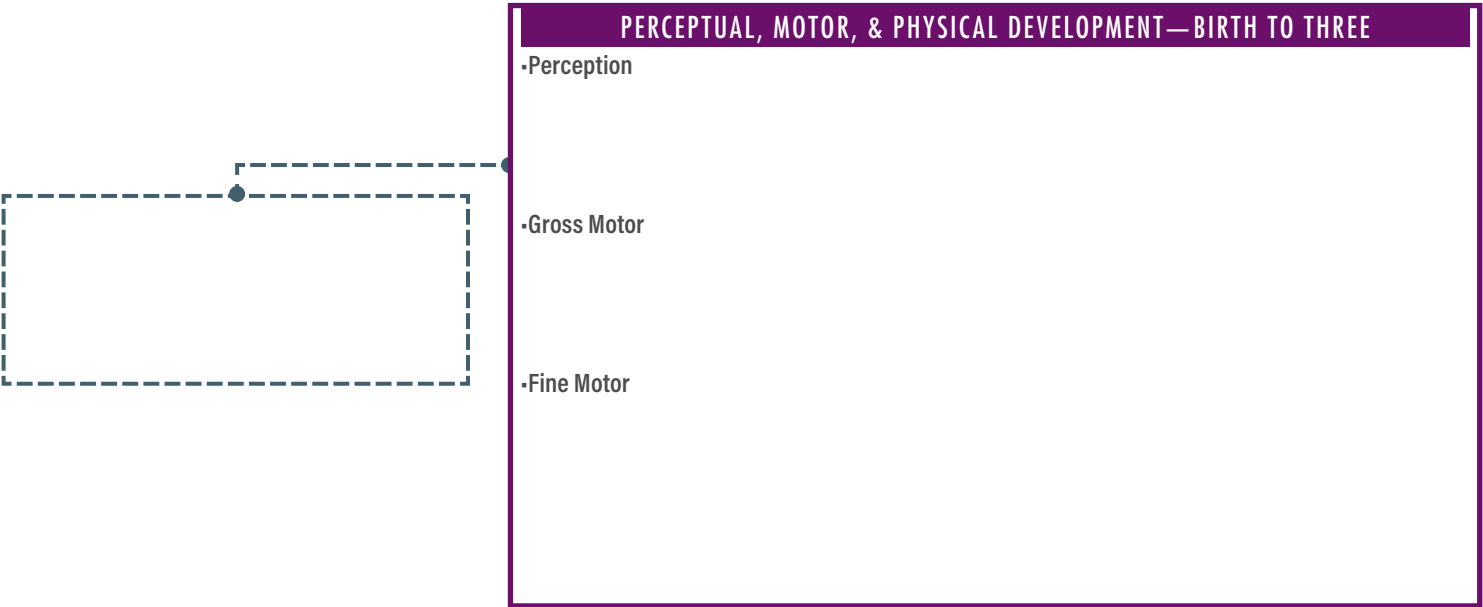 PERCEPTUAL, MOTOR, & PHYSICAL DEVELOPMENT—BIRTH TO THREE
▪Perception
▪Gross Motor
▪Fine Motor